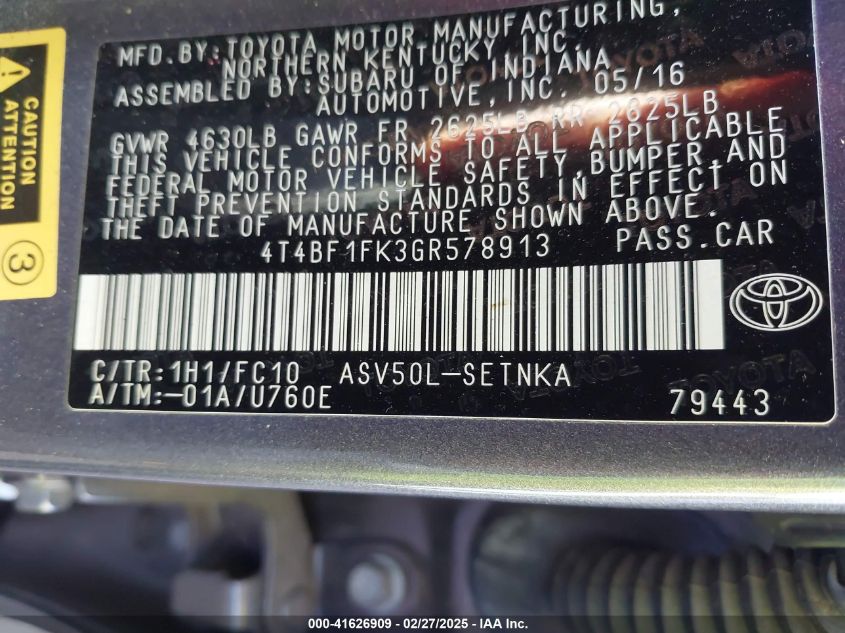 MFD. BY: TOYOTA MOTOR MANUFACTURING,
NORTHERN KENTUCKY, INC.
ASSEMBLED BY: SUBARU OF INDIANA
AUTOMOTIVE, INC. 05/16
GVWR 4630LB GAWR FR 2625LB RR 2625LB
THIS VEHICLE CONFORMS TO ALL APPLICABLE
FEDERAL MOTOR VEHICLE SAFETY, BUMPER, AND
THEFT PREVENTION STANDARDS IN EFFECT ON
THE DATE OF MANUFACTURE SHOWN ABOVE.
4T4BF1FK3GR578913 PASS.CAR
C/TR:1H1/FC10 ASV50L-SETNKA
A/TM:-01A/U760E 79443
TOYOTA
CAUTION
ATTENTION
3
000-41626909 - 02/27/2025 - IAA Inc.